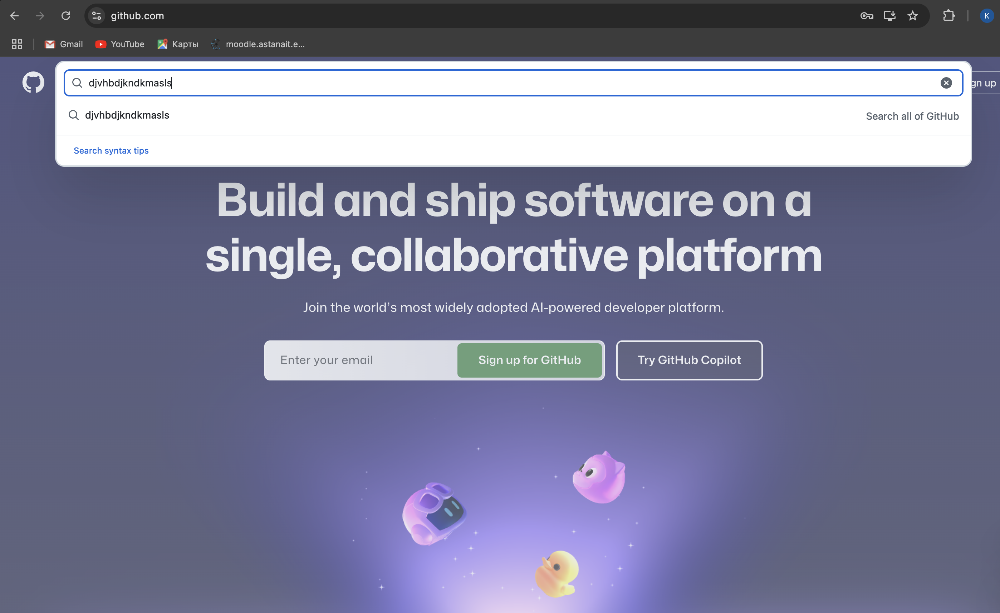 github.com
K
Gmail YouTube Карты moodle.astanait.e...
djvhbdjkndkmasls
gn up
djvhbdjkndkmasls Search all of GitHub
Search syntax tips
Build and ship software on a
single, collaborative platform
Join the world’s most widely adopted AI-powered developer platform.
Enter your email Sign up for GitHub Try GitHub Copilot